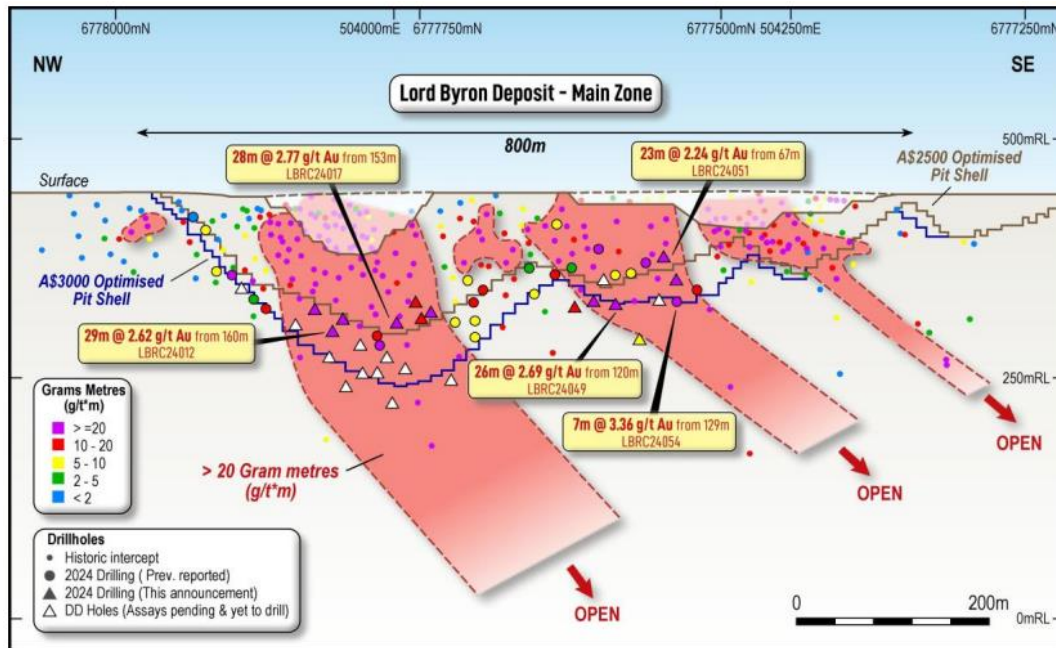 6778000mN 504000mE 6777750mN 6777500mN 504250mE 6777250mN
NW
SE
Lord Byron Deposit - Main Zone
800m
500mRL
28m @ 2.77 g/t Au from 153m
LBRC24017
23m @ 2.24 g/t Au from 67m
LBRC24051
A$2500 Optimised
Pit Shell
Surface
A$3000 Optimised
Pit Shell
29m @ 2.62 g/t Au from 160m
LBRC24012
26m @ 2.69 g/t Au from 120m
LBRC24049
250mRL
7m @ 3.36 g/t Au from 129m
LBRC24054
Grams Metres
(g/t*m)
> =20
10 - 20
5 - 10
2 - 5
< 2
> 20 Gram metres
(g/t*m)
OPEN
OPEN
OPEN
Drillholes
Historic intercept
2024 Drilling ( Prev. reported)
2024 Drilling (This announcement)
DD Holes (Assays pending & yet to drill)
0 200m
0mRL